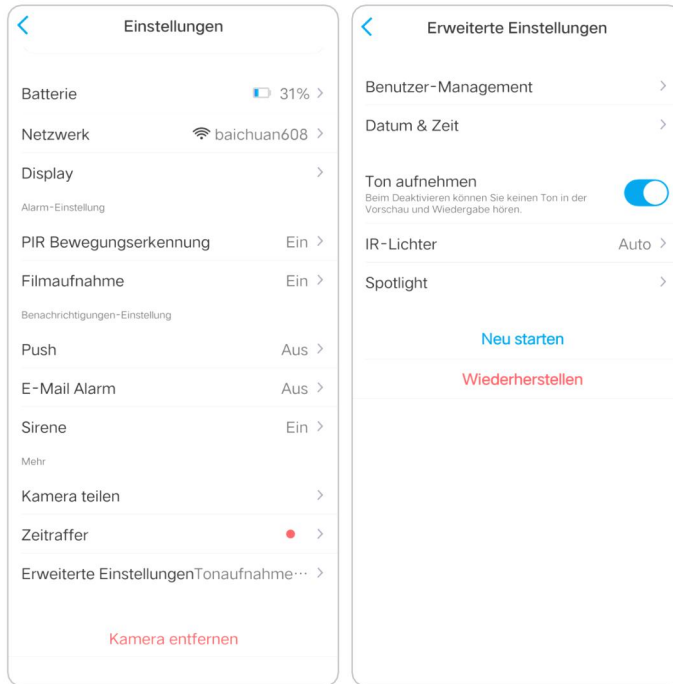 Einstellungen
Batterie 31%
Netzwerk baichuan608
Display
Alarm-Einstellung
PIR Bewegungserkennung Ein
Filmaufnahme Ein
Benachrichtigungen-Einstellung
Push Aus
E-Mail Alarm Aus
Sirene Ein
Mehr
Kamera teilen
Zeitraffer
Erweiterte Einstellungen Tonaufnahme···
Kamera entfernen
Erweiterte Einstellungen
Benutzer-Management
Datum & Zeit
Ton aufnehmen
Beim Deaktivieren können Sie keinen Ton in der
Vorschau und Wiedergabe hören.
IR-Lichter Auto
Spotlight
Neu starten
Wiederherstellen